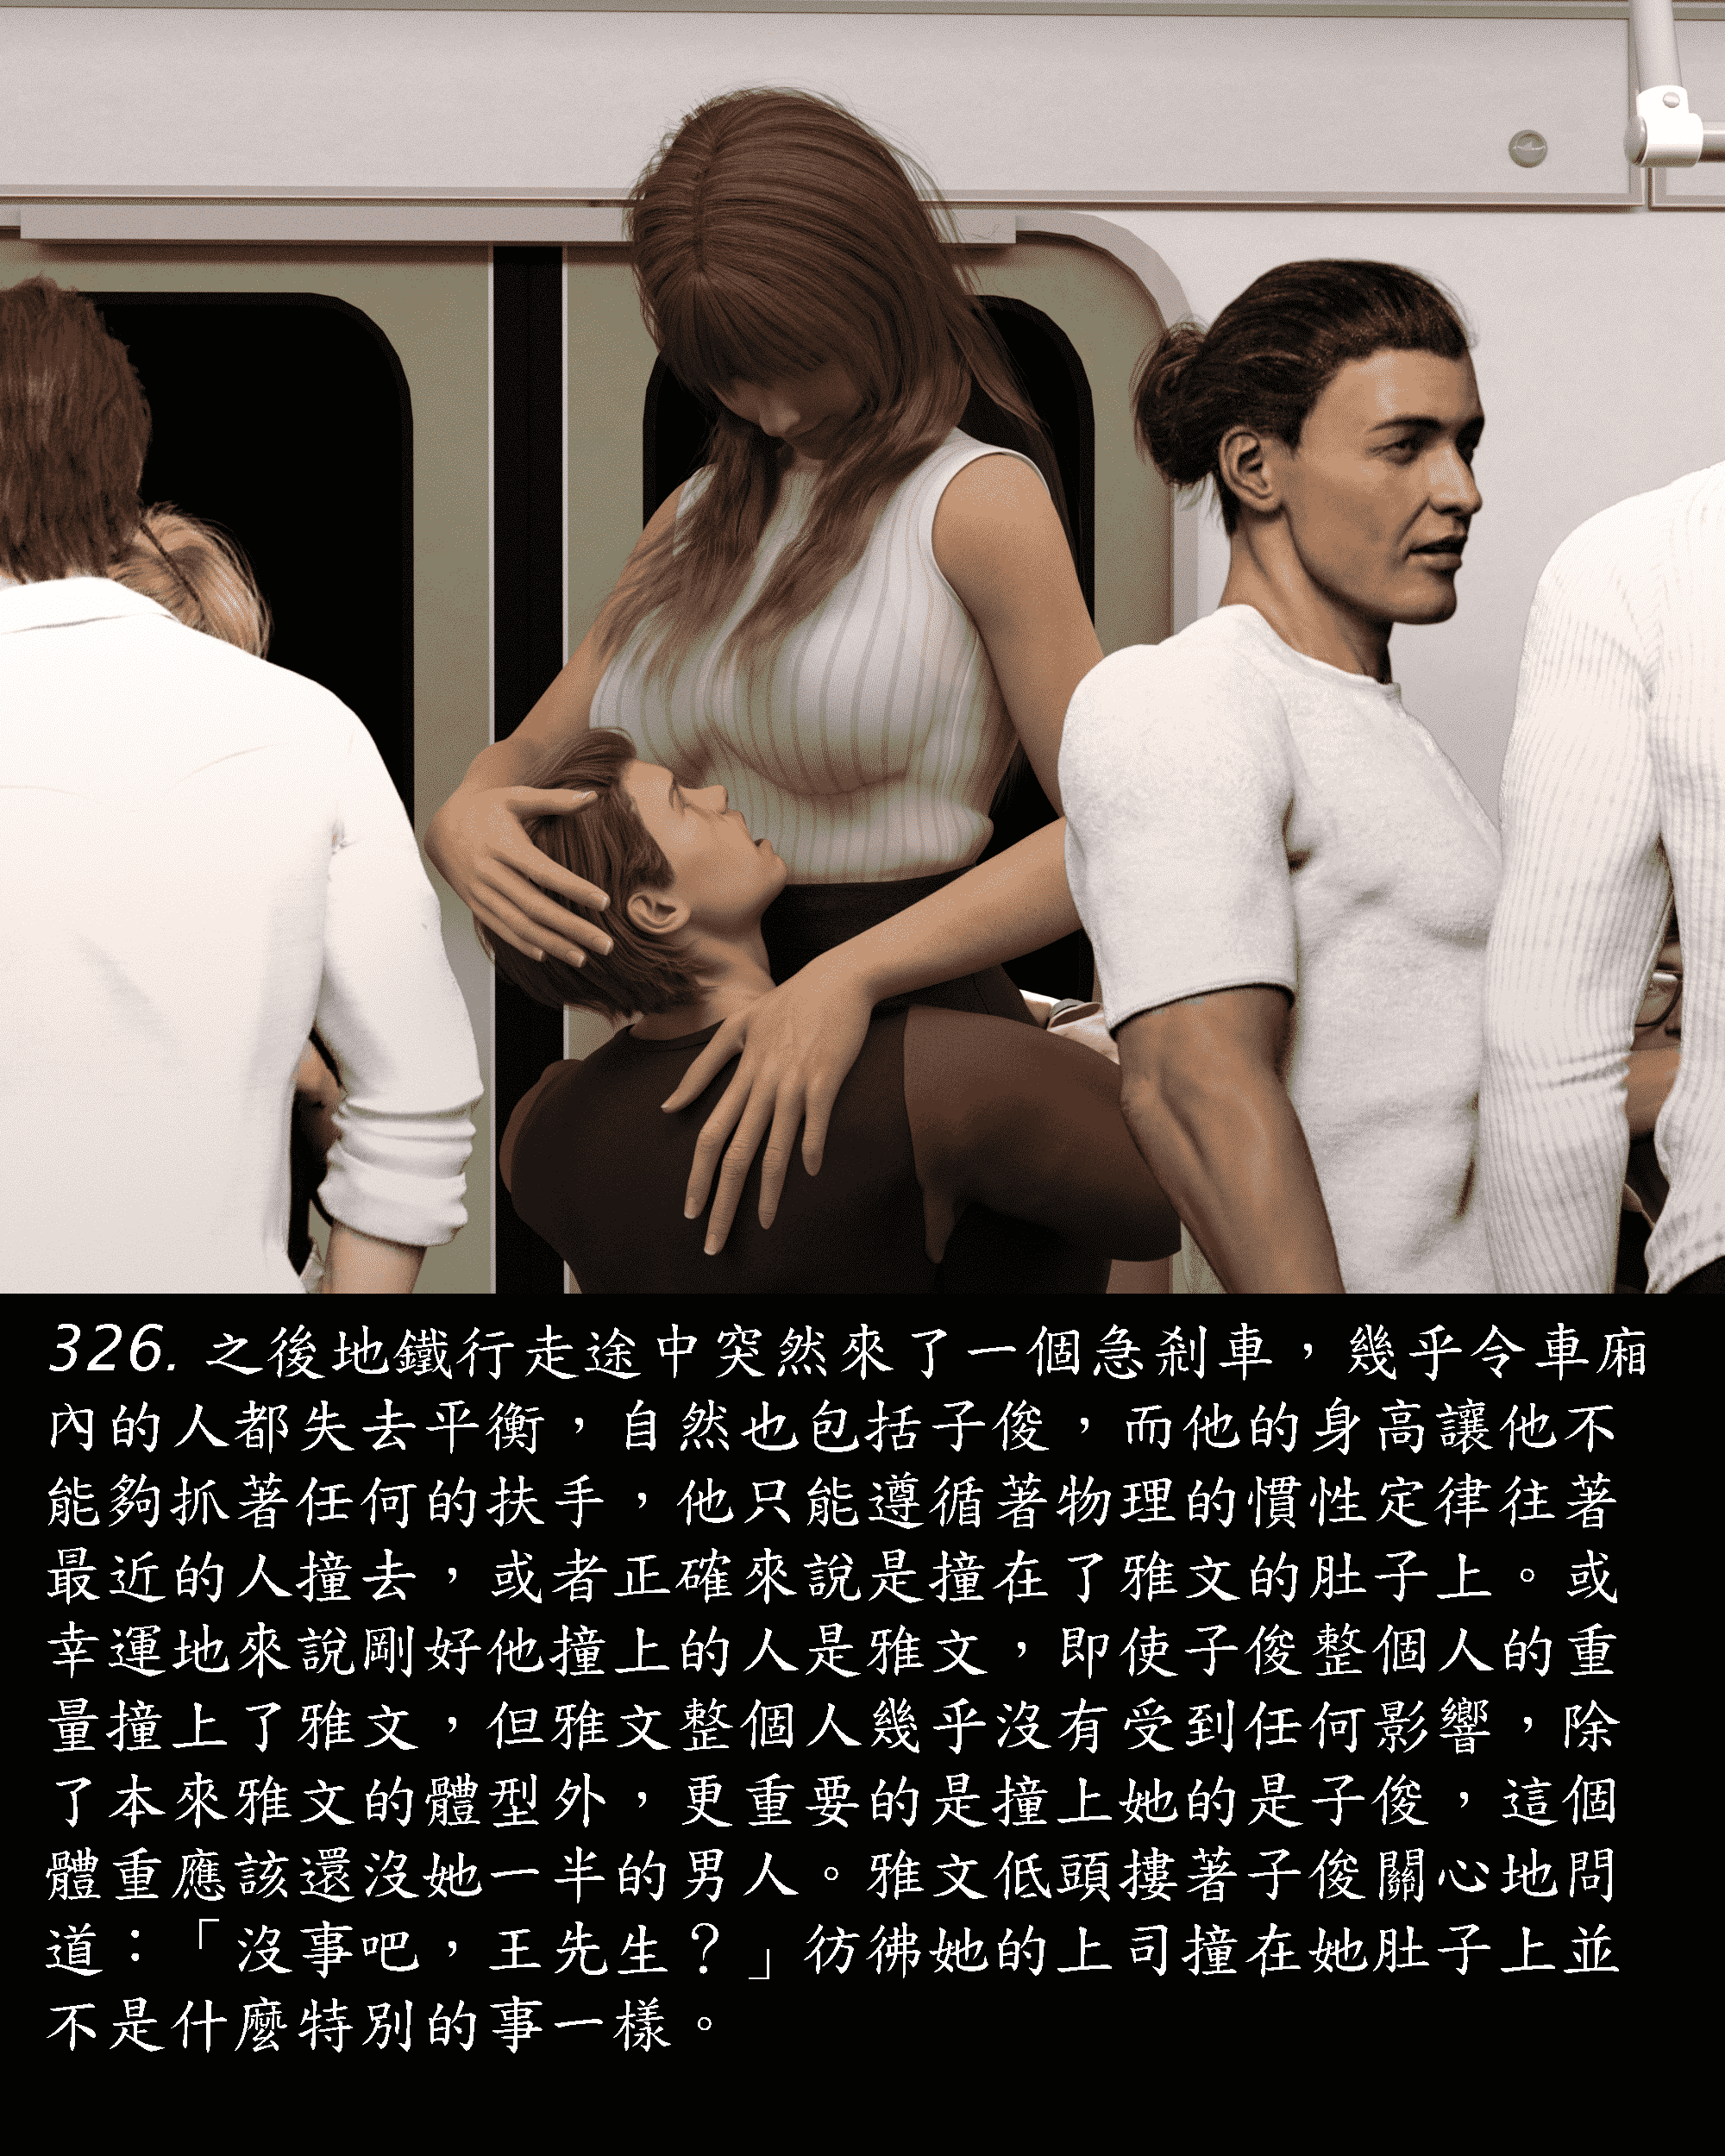 326. 之後地鐵行走途中突然來了一個急剎車，幾乎令車廂
內的人都失去平衡，自然也包括子俊，而他的身高讓他不
能夠抓著任何的扶手，他只能遵循著物理的慣性定律往著
最近的人撞去，或者正確來說是撞在了雅文的肚子上。或
幸運地來說剛好他撞上的人是雅文，即使子俊整個人的重
量撞上了雅文，但雅文整個人幾乎沒有受到任何影響，除
了本來雅文的體型外，更重要的是撞上她的是子俊，這個
體重應該還沒她一半的男人。雅文低頭摟著子俊關心地問
道：「沒事吧，王先生？」彷彿她的上司撞在她肚子上並
不是什麼特別的事一樣。